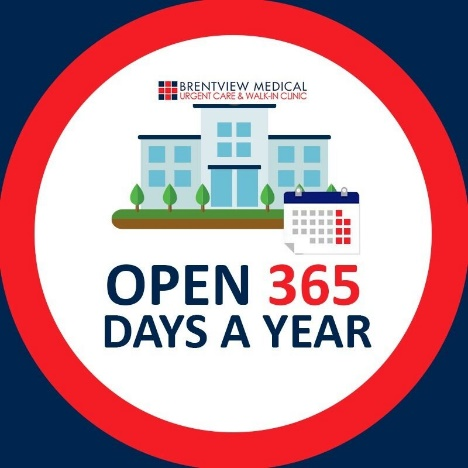 BRENTVIEW MEDICAL
URGENT CARE & WALK-IN CLINIC
OPEN 365
DAYS A YEAR